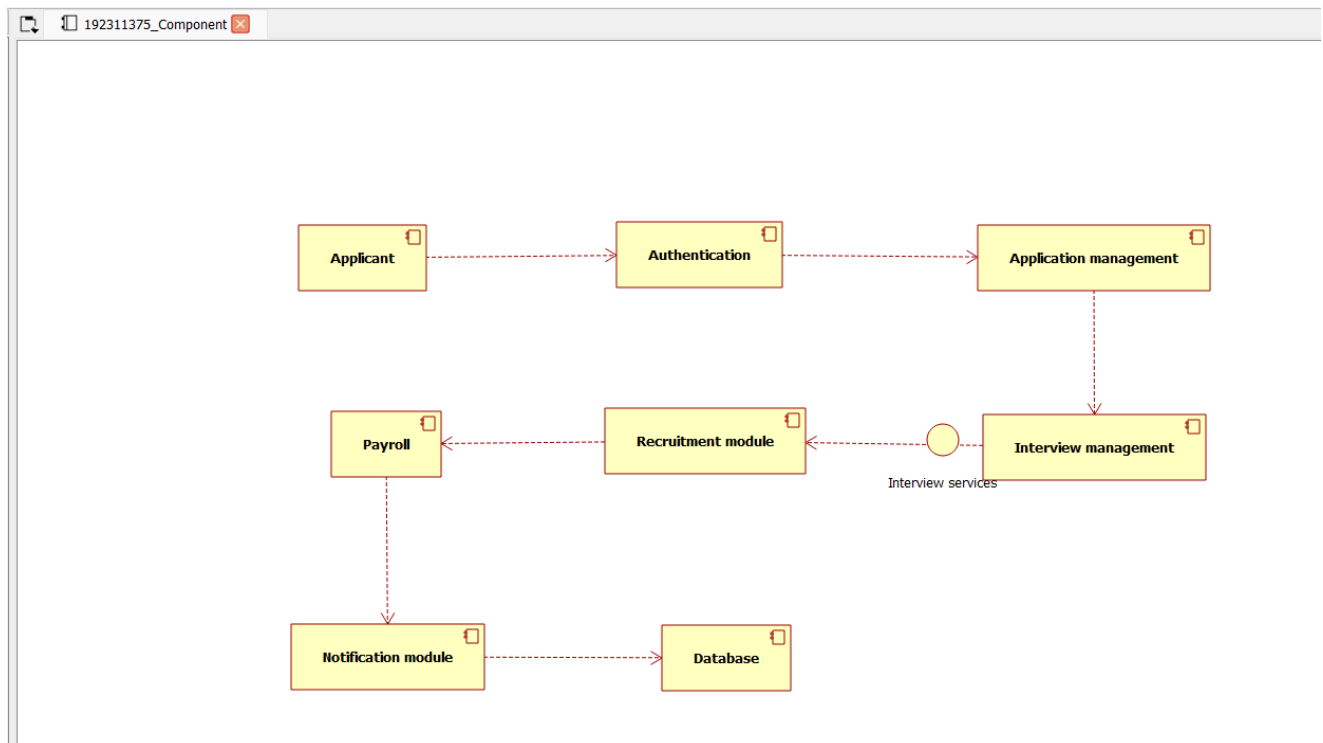 192311375_Component
Applicant
Authentication
Application management
Payroll
Recruitment module
Interview management
Interview services
Notification module
Database